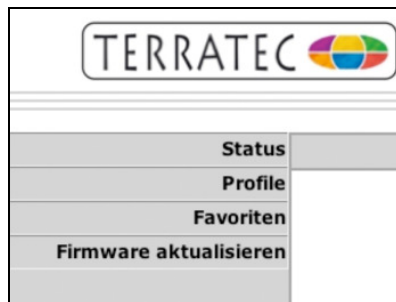 TERRATEC
Status
Profile
Favoriten
Firmware aktualisieren